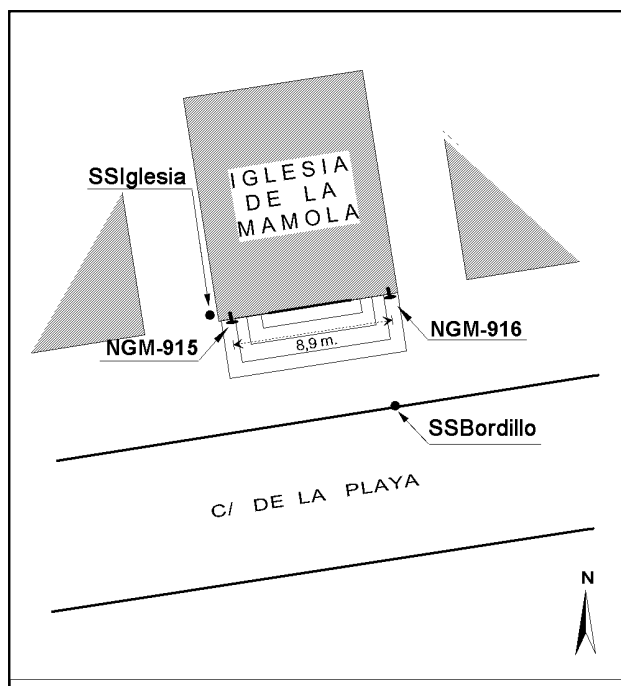 SSIglesia
IGLESIA
DE LA
MAMOLA
NGM-915
NGM-916
8,9 m.
SSBordillo
C/ DE LA PLAYA
N